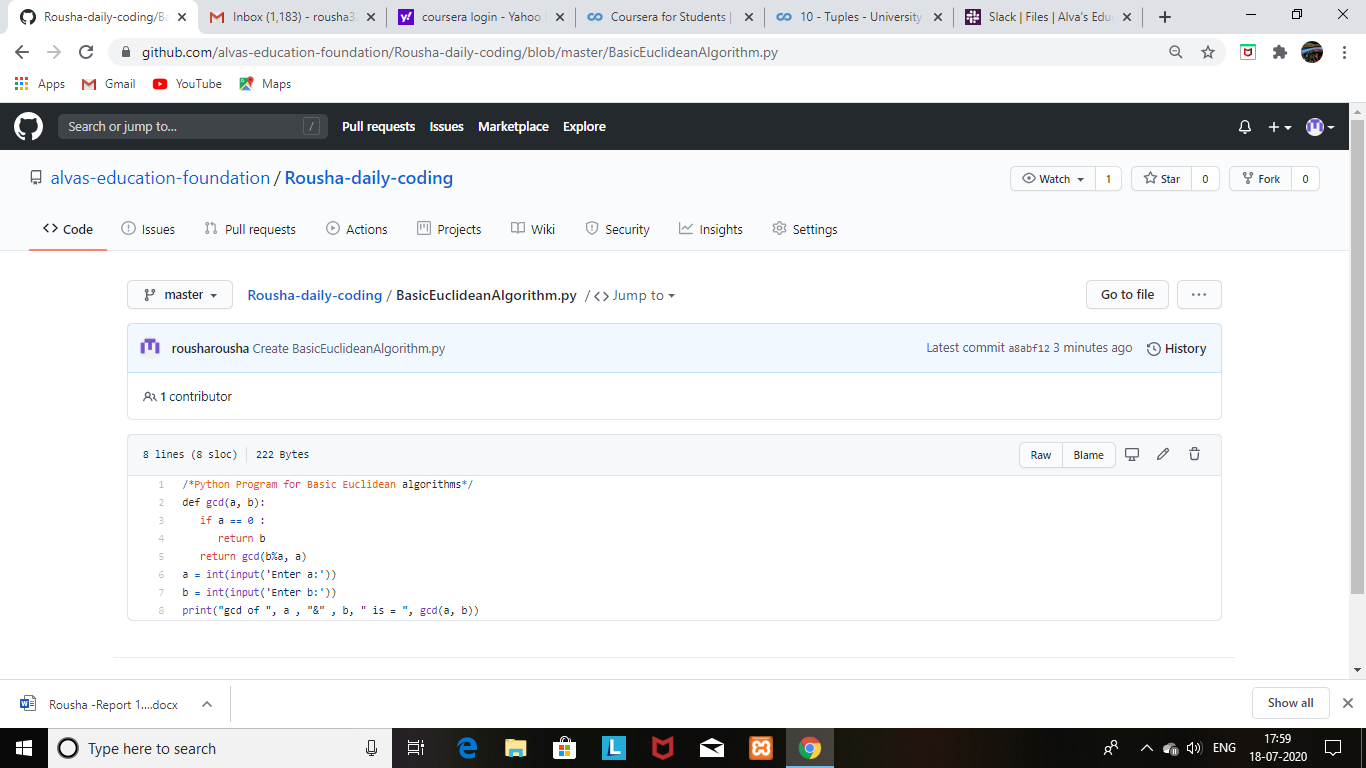 Rousha-daily-coding/Ba
Inbox (1,183) - rousha3
coursera login - Yahoo
Coursera for Students |
10 - Tuples - University
Slack | Files | Alva's Edu
github.com/alvas-education-foundation/Rousha-daily-coding/blob/master/BasicEuclideanAlgorithm.py
Apps Gmail YouTube Maps
Search or jump to... / Pull requests Issues Marketplace Explore
alvas-education-foundation / Rousha-daily-coding
Watch 1 Star 0 Fork 0
<> Code Issues Pull requests Actions Projects Wiki Security Insights Settings
master Rousha-daily-coding / BasicEuclideanAlgorithm.py / <> Jump to Go to file ...
rousharousha Create BasicEuclideanAlgorithm.py Latest commit a8abf12 3 minutes ago History
1 contributor
8 lines (8 sloc) 222 Bytes Raw Blame
1 /*Python Program for Basic Euclidean algorithms*/
2 def gcd(a, b):
3 if a == 0 :
4 return b
5 return gcd(b%a, a)
6 a = int(input('Enter a:'))
7 b = int(input('Enter b:'))
8 print("gcd of ", a , "&" , b, " is = ", gcd(a, b))
Rousha -Report 1....docx Show all
Type here to search
ENG
17:59
18-07-2020